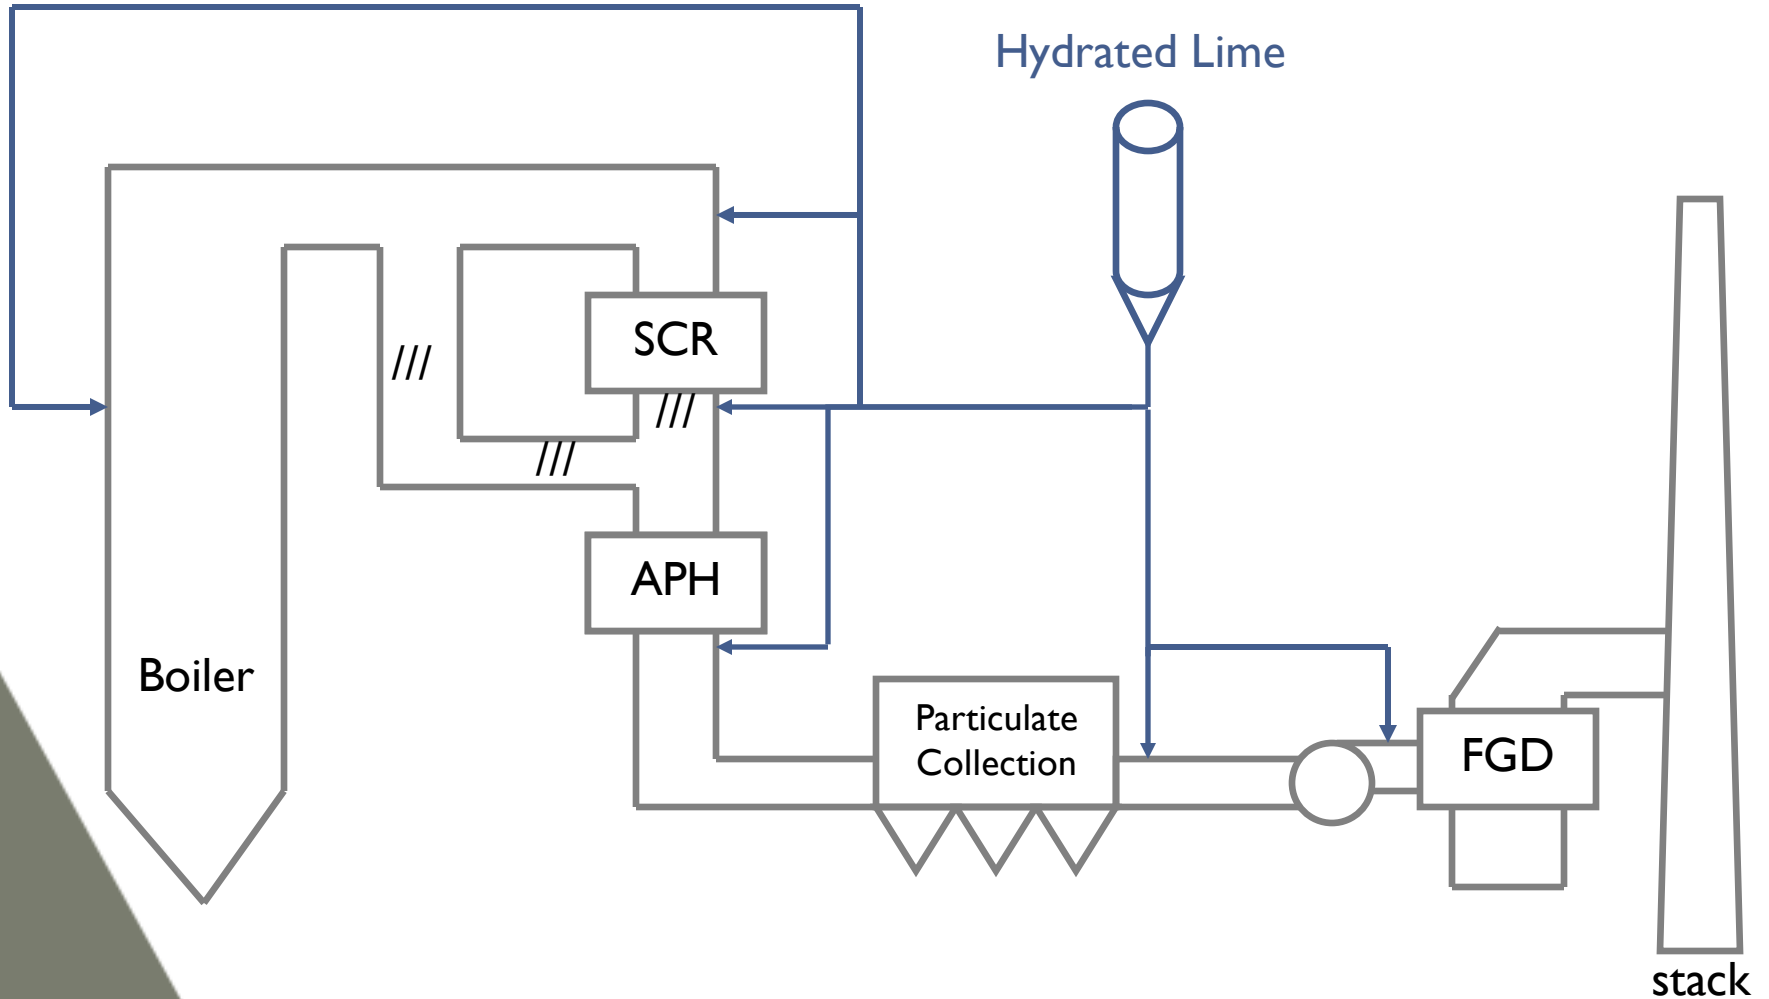 Hydrated Lime
SCR
///
///
///
APH
Boiler
Particulate
Collection
FGD
stack